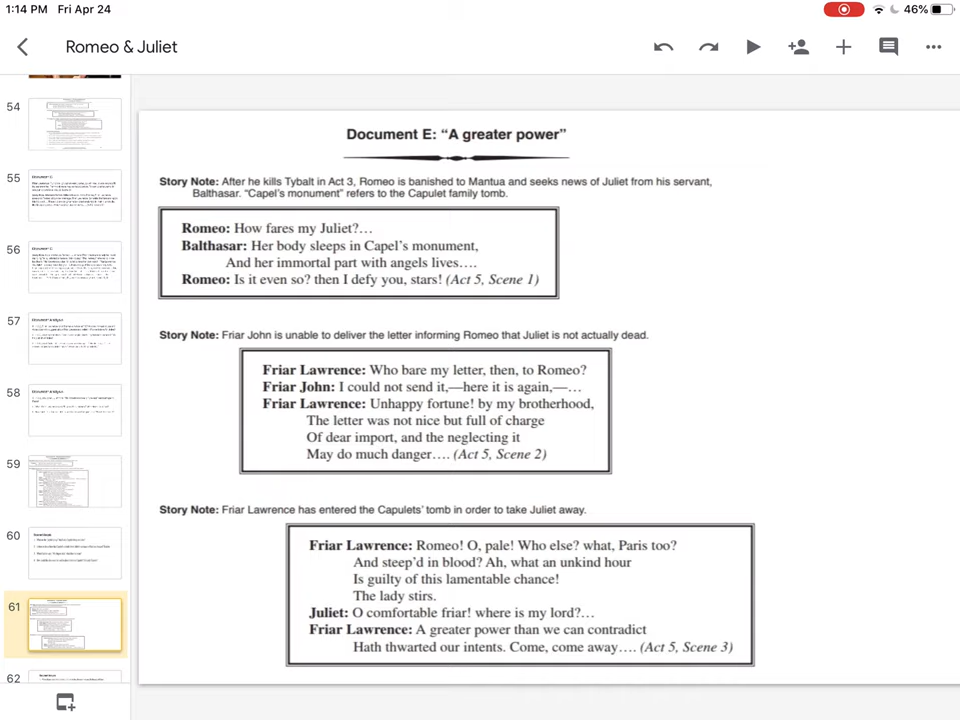 1:14 PM Fri Apr 24
46%
Romeo & Juliet
54
55
56
57
58
59
60
61
62
Document E: “A greater power”
Story Note: After he kills Tybalt in Act 3, Romeo is banished to Mantua and seeks news of Juliet from his servant,
Balthasar. “Capel’s monument” refers to the Capulet family tomb.
Romeo: How fares my Juliet?…
Balthasar: Her body sleeps in Capel’s monument,
And her immortal part with angels lives….
Romeo: Is it even so? then I defy you, stars! (Act 5, Scene 1)
Story Note: Friar John is unable to deliver the letter informing Romeo that Juliet is not actually dead.
Friar Lawrence: Who bare my letter, then, to Romeo?
Friar John: I could not send it,—here it is again,—…
Friar Lawrence: Unhappy fortune! by my brotherhood,
The letter was not nice but full of charge
Of dear import, and the neglecting it
May do much danger…. (Act 5, Scene 2)
Story Note: Friar Lawrence has entered the Capulets’ tomb in order to take Juliet away.
Friar Lawrence: Romeo! O, pale! Who else? what, Paris too?
And steep’d in blood? Ah, what an unkind hour
Is guilty of this lamentable chance!
The lady stirs.
Juliet: O comfortable friar! where is my lord?…
Friar Lawrence: A greater power than we can contradict
Hath thwarted our intents. Come, come away…. (Act 5, Scene 3)